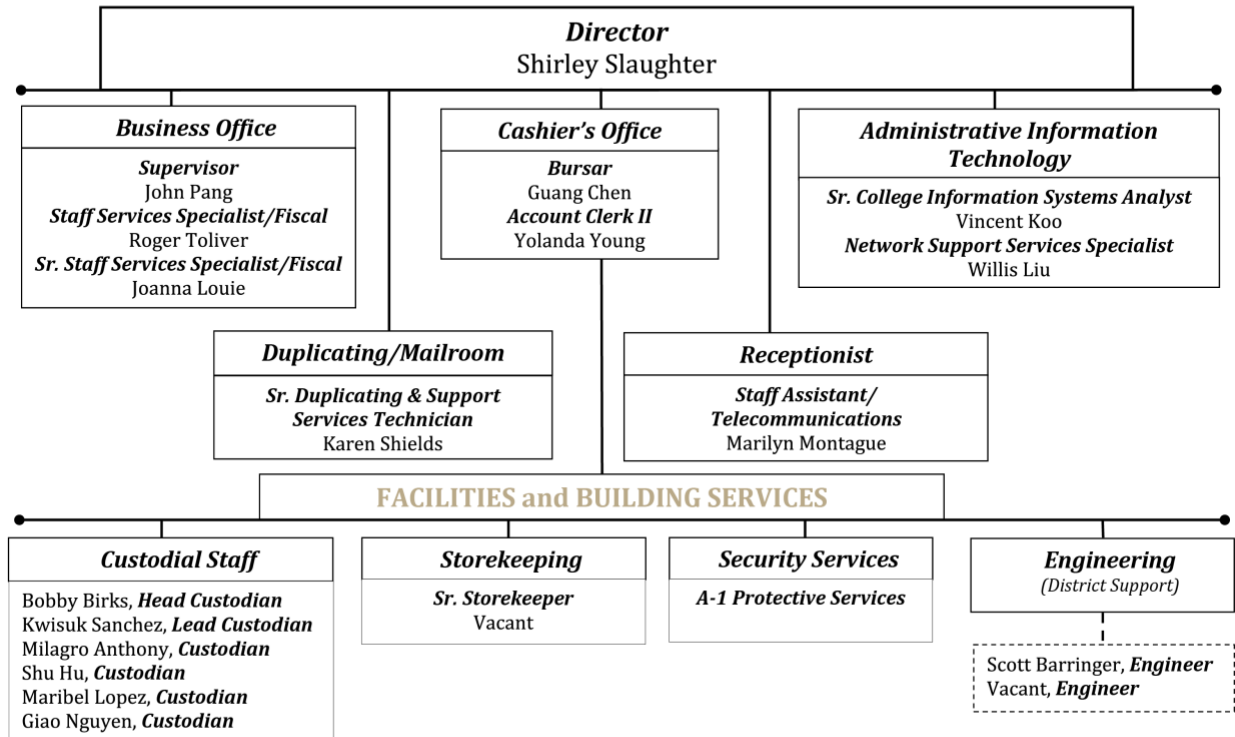 Director
Shirley Slaughter
Business Office
Supervisor
John Pang
Staff Services Specialist/Fiscal
Roger Toliver
Sr. Staff Services Specialist/Fiscal
Joanna Louie
Cashier’s Office
Bursar
Guang Chen
Account Clerk II
Yolanda Young
Administrative Information
Technology
Sr. College Information Systems Analyst
Vincent Koo
Network Support Services Specialist
Willis Liu
Duplicating/Mailroom
Sr. Duplicating & Support
Services Technician
Karen Shields
Receptionist
Staff Assistant/
Telecommunications
Marilyn Montague
FACILITIES and BUILDING SERVICES
Custodial Staff
Bobby Birks, Head Custodian
Kwisuk Sanchez, Lead Custodian
Milagro Anthony, Custodian
Shu Hu, Custodian
Maribel Lopez, Custodian
Giao Nguyen, Custodian
Storekeeping
Sr. Storekeeper
Vacant
Security Services
A-1 Protective Services
Engineering
(District Support)
Scott Barringer, Engineer
Vacant, Engineer